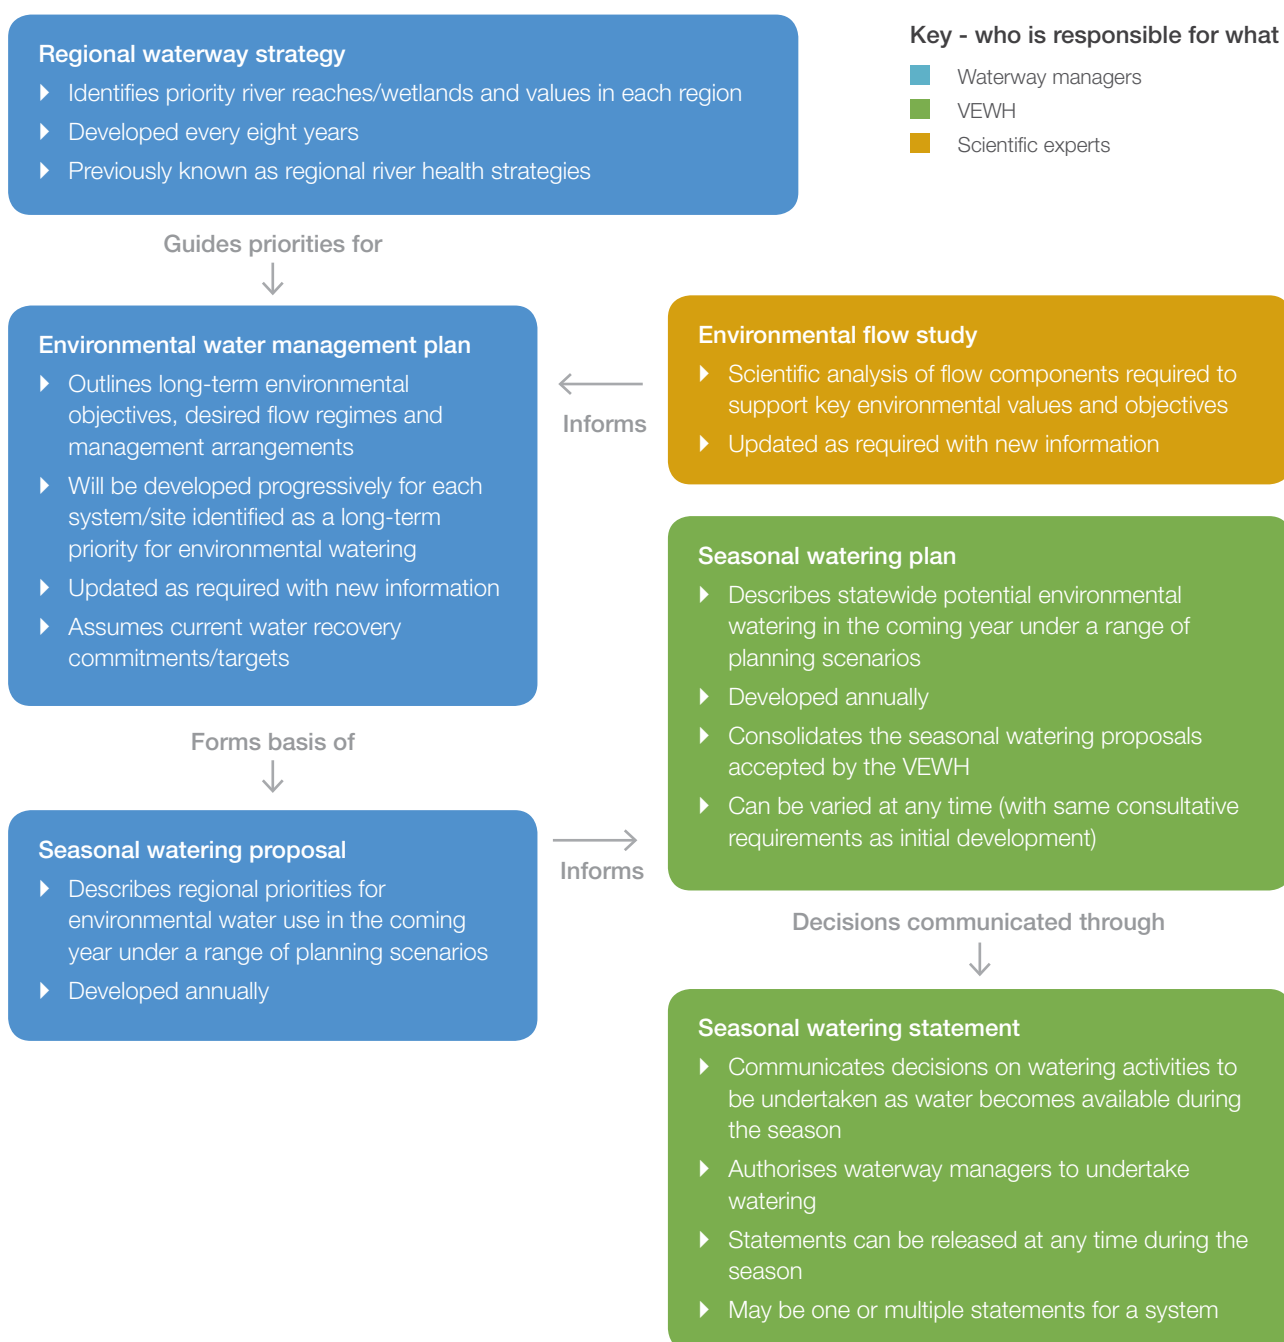 Regional waterway strategy
Identifies priority river reaches/wetlands and values in each region
Developed every eight years
Previously known as regional river health strategies
Key - who is responsible for what
Waterway managers
VEWH
Scientific experts
Guides priorities for
Environmental water management plan
Outlines long-term environmental
objectives, desired flow regimes and
management arrangements
Will be developed progressively for each
system/site identified as a long-term
priority for environmental watering
Updated as required with new information
Assumes current water recovery
commitments/targets
Informs
Environmental flow study
Scientific analysis of flow components required to
support key environmental values and objectives
Updated as required with new information
Forms basis of
Seasonal watering proposal
Describes regional priorities for
environmental water use in the coming
year under a range of planning scenarios
Developed annually
Informs
Seasonal watering plan
Describes statewide potential environmental
watering in the coming year under a range of
planning scenarios
Developed annually
Consolidates the seasonal watering proposals
accepted by the VEWH
Can be varied at any time (with same consultative
requirements as initial development)
Decisions communicated through
Seasonal watering statement
Communicates decisions on watering activities to
be undertaken as water becomes available during
the season
Authorises waterway managers to undertake
watering
Statements can be released at any time during the
season
May be one or multiple statements for a system